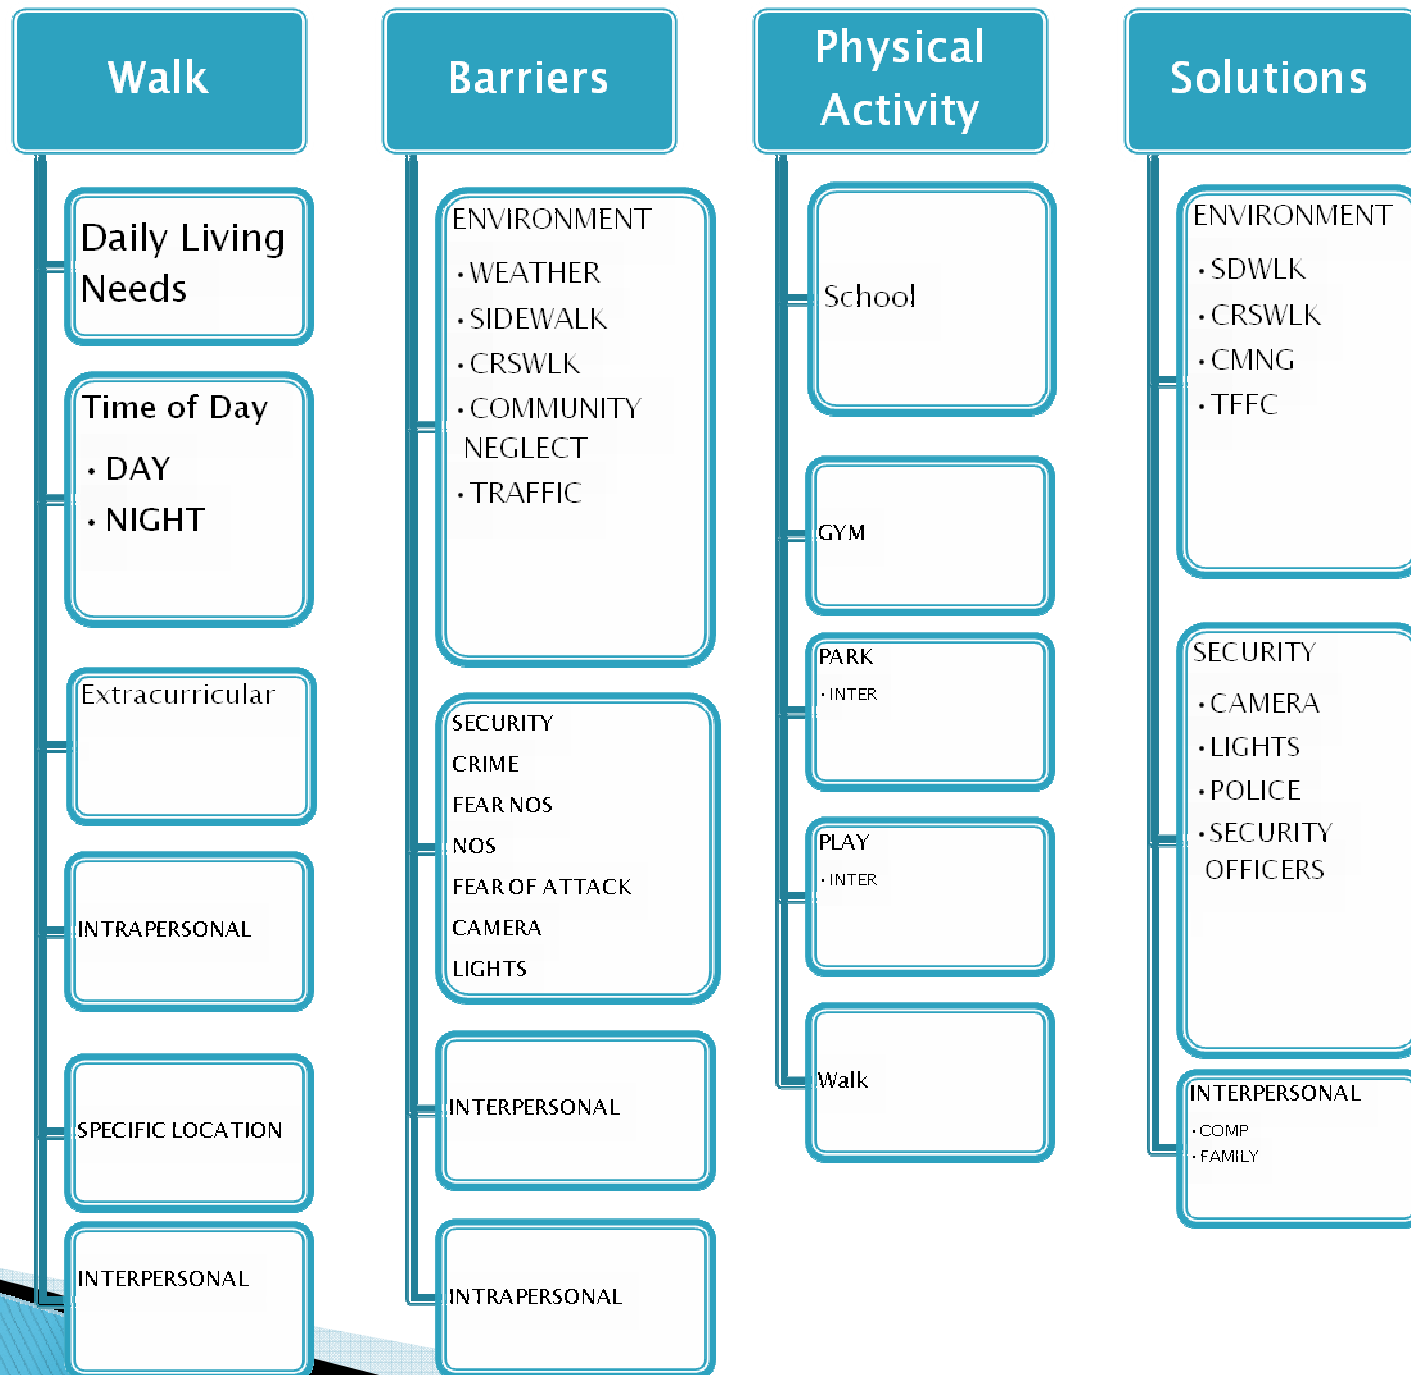 Walk
Daily Living
Needs
Time of Day
• DAY
• NIGHT
Extracurricular
INTRAPERSONAL
SPECIFIC LOCATION
INTERPERSONAL
Barriers
ENVIRONMENT
• WEATHER
• SIDEWALK
• CRSWLK
• COMMUNITY
NEGLECT
• TRAFFIC
SECURITY
CRIME
FEAR NOS
NOS
FEAR OF ATTACK
CAMERA
LIGHTS
INTERPERSONAL
INTRAPERSONAL
Physical
Activity
School
GYM
PARK
• INTER
PLAY
• INTER
Walk
Solutions
ENVIRONMENT
• SDWLK
• CRSWLK
• CMNG
• TFFC
SECURITY
• CAMERA
• LIGHTS
• POLICE
• SECURITY
OFFICERS
INTERPERSONAL
• COMP
• FAMILY